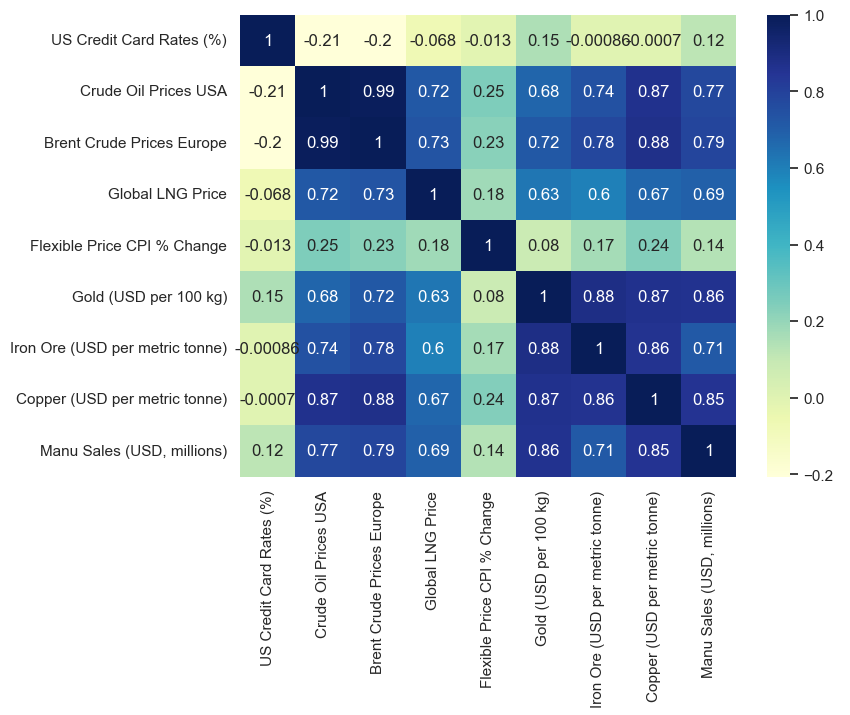 US Credit Card Rates (%) 1 -0.21 -0.2 -0.068 -0.013 0.15 -0.00086 -0.0007 0.12
Crude Oil Prices USA -0.21 1 0.99 0.72 0.25 0.68 0.74 0.87 0.77
Brent Crude Prices Europe -0.2 0.99 1 0.73 0.23 0.72 0.78 0.88 0.79
Global LNG Price -0.068 0.72 0.73 1 0.18 0.63 0.6 0.67 0.69
Flexible Price CPI % Change -0.013 0.25 0.23 0.18 1 0.08 0.17 0.24 0.14
Gold (USD per 100 kg) 0.15 0.68 0.72 0.63 0.08 1 0.88 0.87 0.86
Iron Ore (USD per metric tonne) -0.00086 0.74 0.78 0.6 0.17 0.88 1 0.86 0.71
Copper (USD per metric tonne) -0.0007 0.87 0.88 0.67 0.24 0.87 0.86 1 0.85
Manu Sales (USD, millions) 0.12 0.77 0.79 0.69 0.14 0.86 0.71 0.85 1
US Credit Card Rates (%)
Crude Oil Prices USA
Brent Crude Prices Europe
Global LNG Price
Flexible Price CPI % Change
Gold (USD per 100 kg)
Iron Ore (USD per metric tonne)
Copper (USD per metric tonne)
Manu Sales (USD, millions)
1.0
0.8
0.6
0.4
0.2
0.0
−0.2